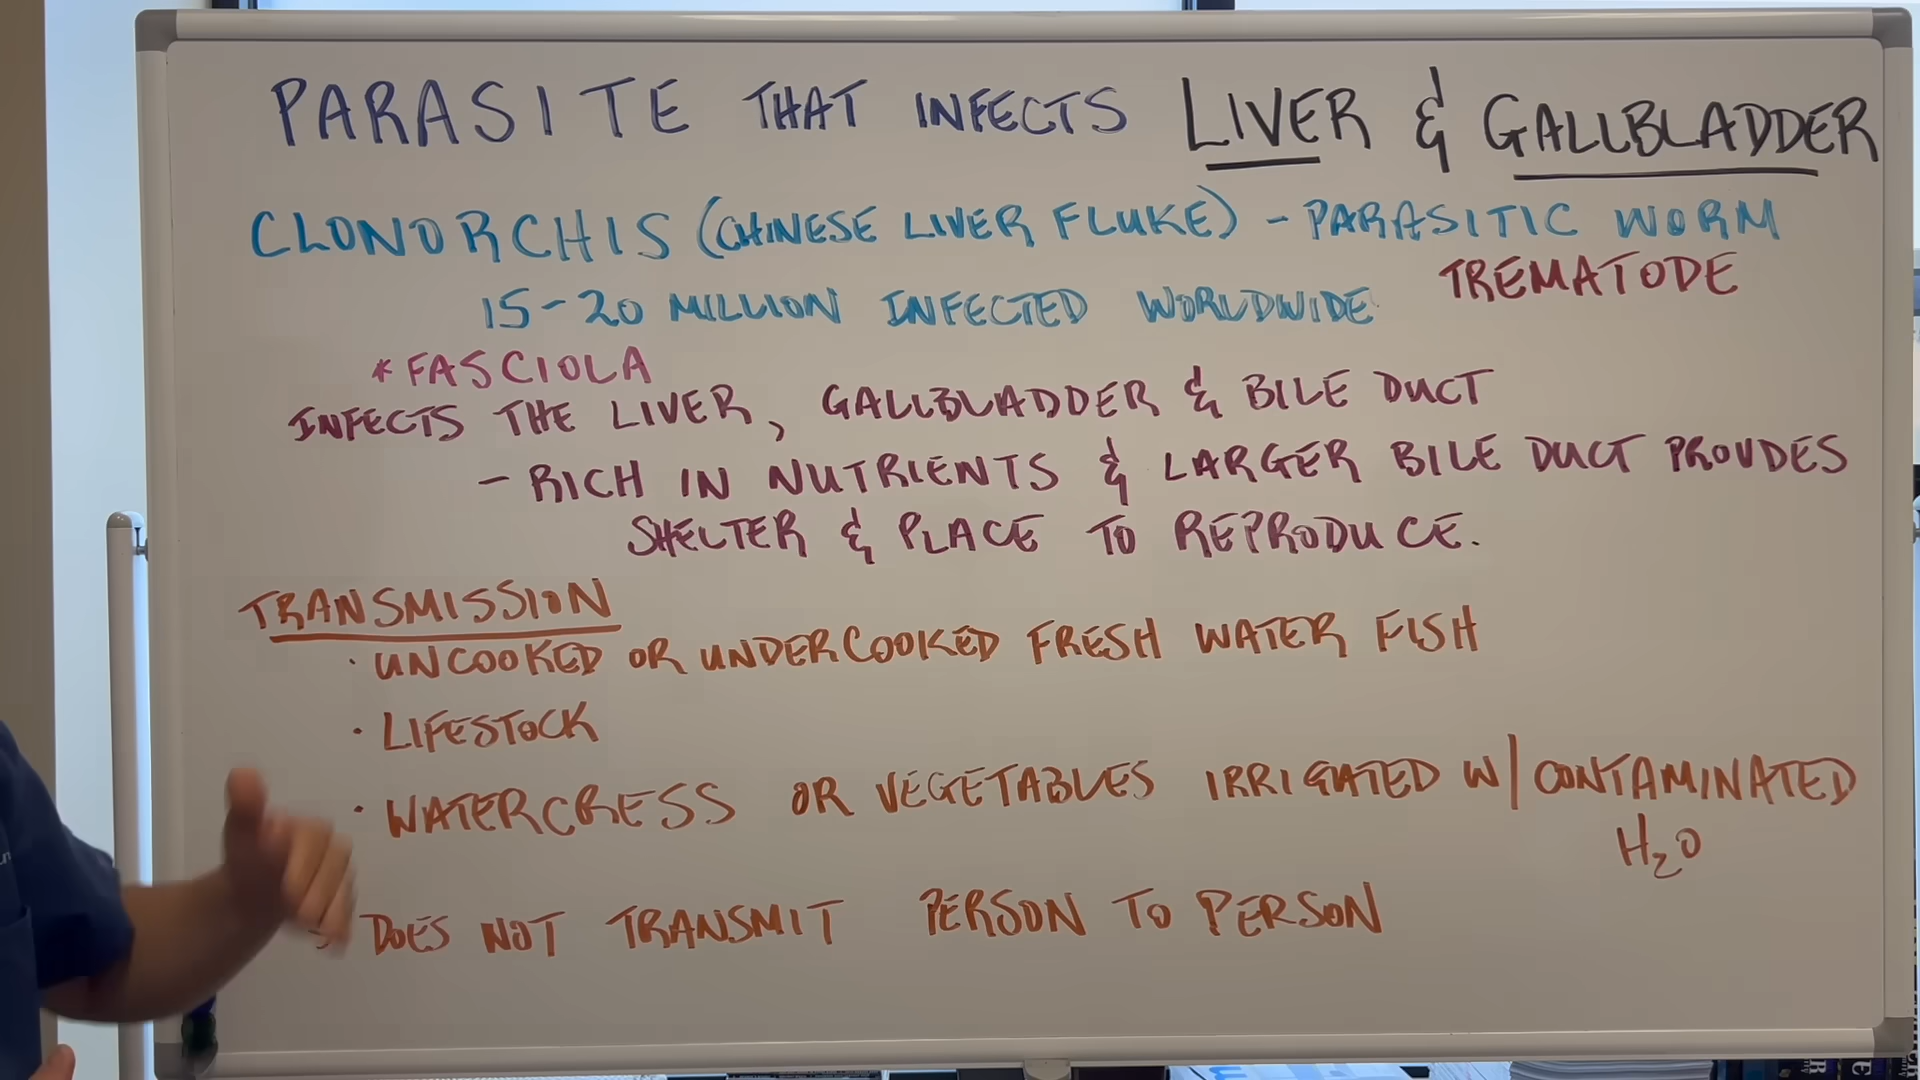 PARASITE THAT INFECTS LIVER & GALLBLADDER
CLONORCHIS (CHINESE LIVER FLUKE) - PARASITIC WORM
TREMATODE
15-20 MILLION INFECTED WORLDWIDE
* FASCIOLA
INFECTS THE LIVER, GALLBLADDER & BILE DUCT
- RICH IN NUTRIENTS & LARGER BILE DUCT PROVDES
SHELTER & PLACE TO REPRODUCE.
TRANSMISSION
· UNCOOKED OR UNDERCOOKED FRESH WATER FISH
· LIFESTOCK
· WATERCRESS OR VEGETABLES IRRIGATED W/ CONTAMINATED
H2O
DOES NOT TRANSMIT PERSON TO PERSON